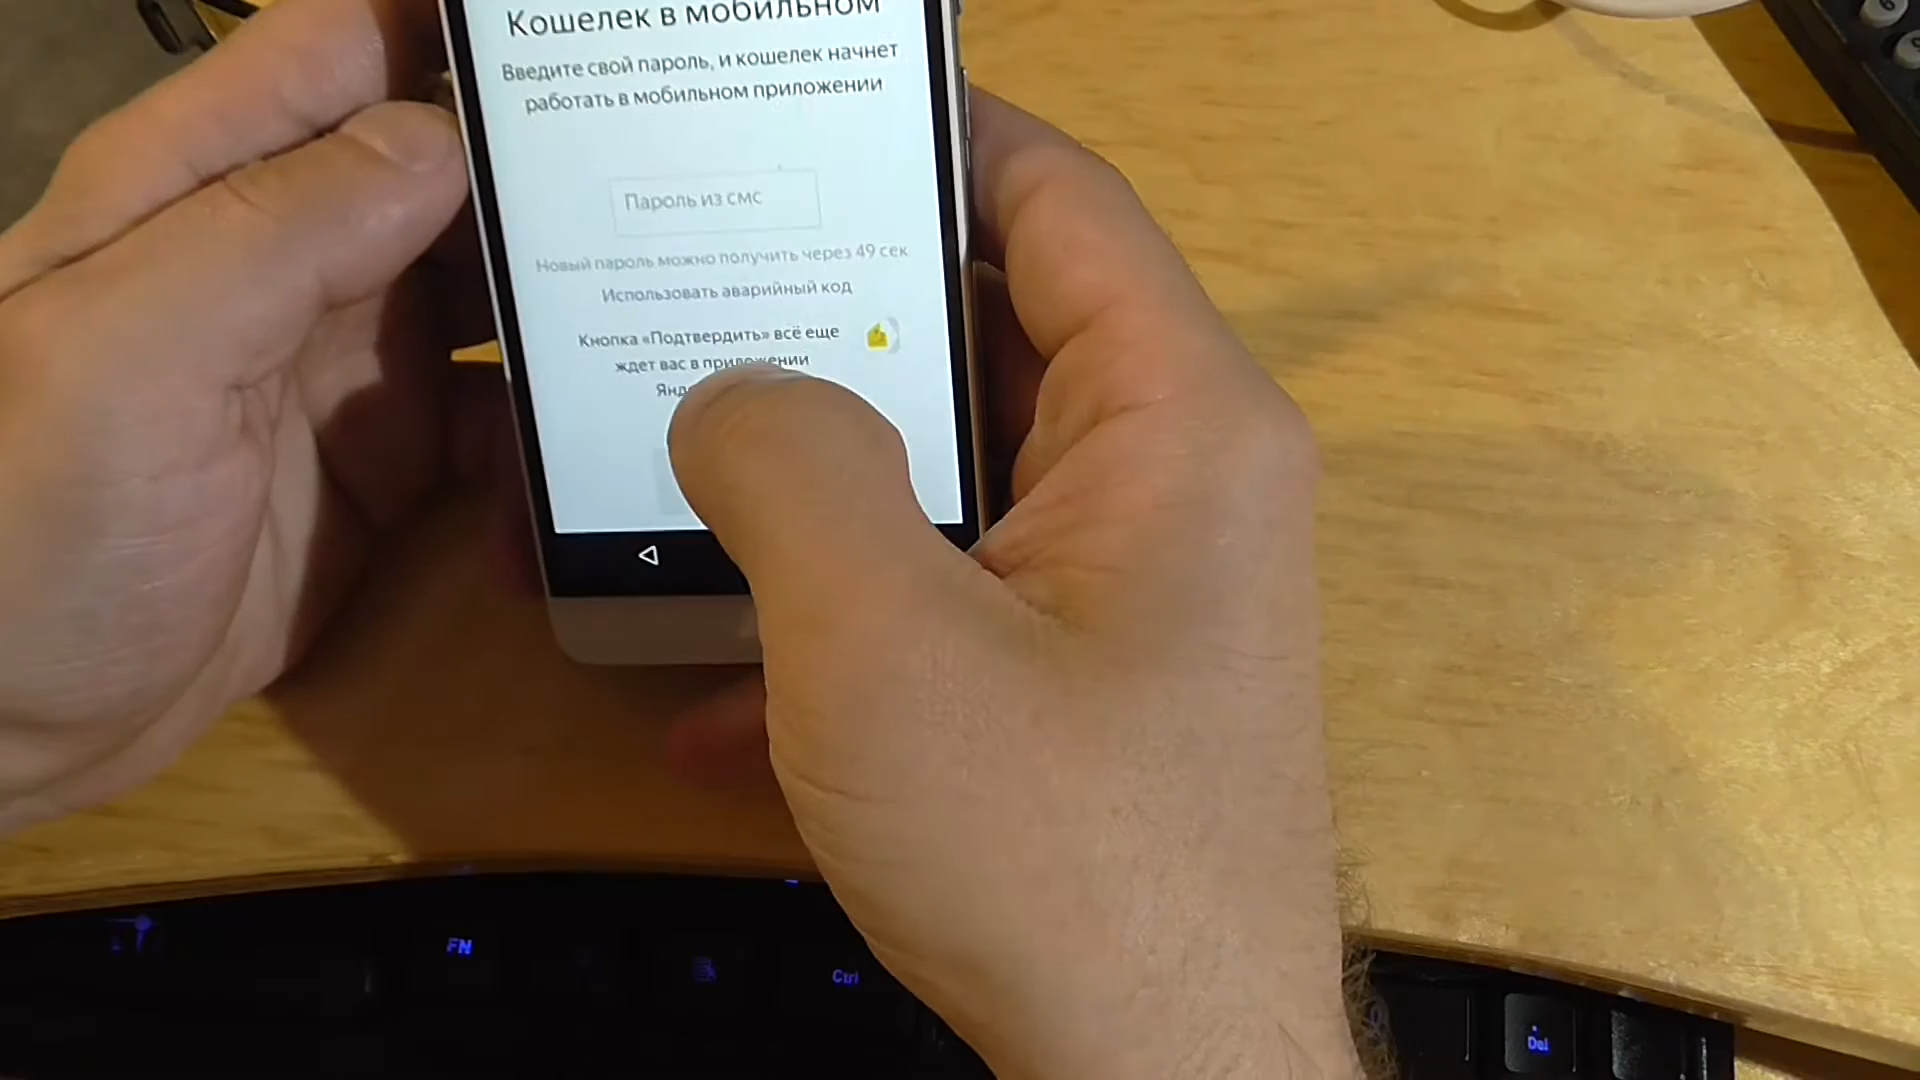 Кошелек в мобильном
Введите свой пароль, и кошелек начнет
работать в мобильном приложении
Пароль из смс
Новый пароль можно получить через 49 сек
Использовать аварийный код
Кнопка «Подтвердить» всё еще
ждет вас в приложении
FN
Ctrl
Del